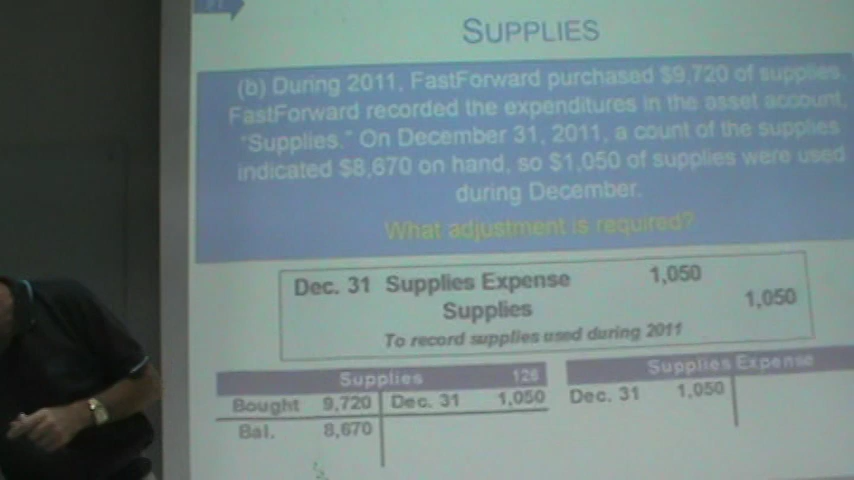 SUPPLIES
(b) During 2011, FastForward purchased $9,720 of supplies.
FastForward recorded the expenditures in the asset account,
"Supplies." On December 31, 2011, a count of the supplies
indicated $8,670 on hand, so $1,050 of supplies were used
during December.
What adjustment is required?
Dec. 31 Supplies Expense 1,050
Supplies 1,050
To record supplies used during 2011
Supplies 126
Bought 9,720 Dec. 31 1,050
Bal. 8,670
Supplies Expense
Dec. 31 1,050